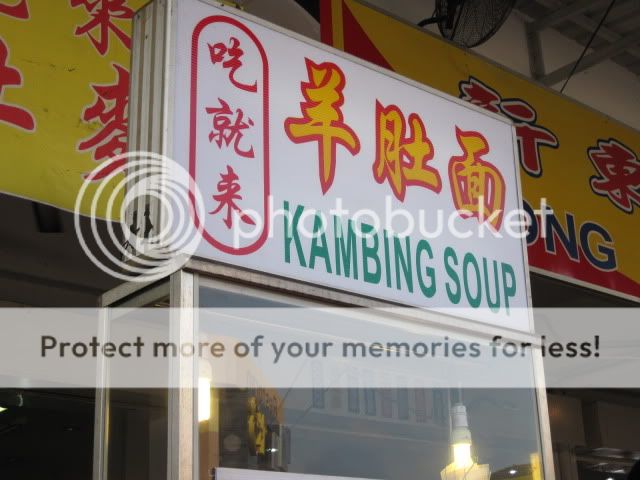 吃就来
羊肚面
KAMBING SOUP
photobucket
Protect more of your memories for less!